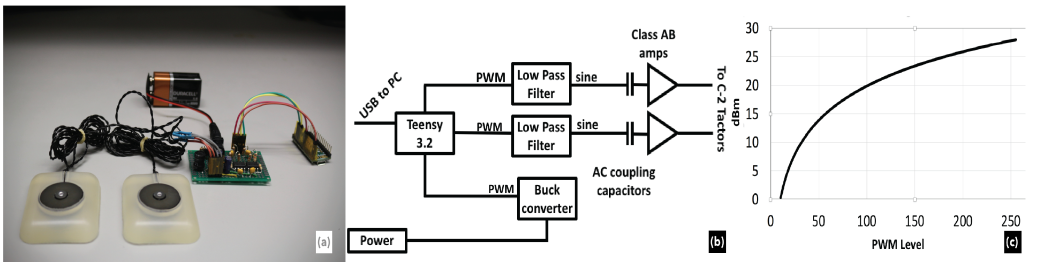 DURACELL
(a)
USB to PC
Teensy
3.2
PWM
Low Pass
Filter
sine
Class AB
amps
PWM
Low Pass
Filter
sine
AC coupling
capacitors
To C-2 Tactors
PWM
Buck
converter
Power
(b)
30
25
20
15
10
5
0
dBm
0
50
100
150
200
250
PWM Level
(c)